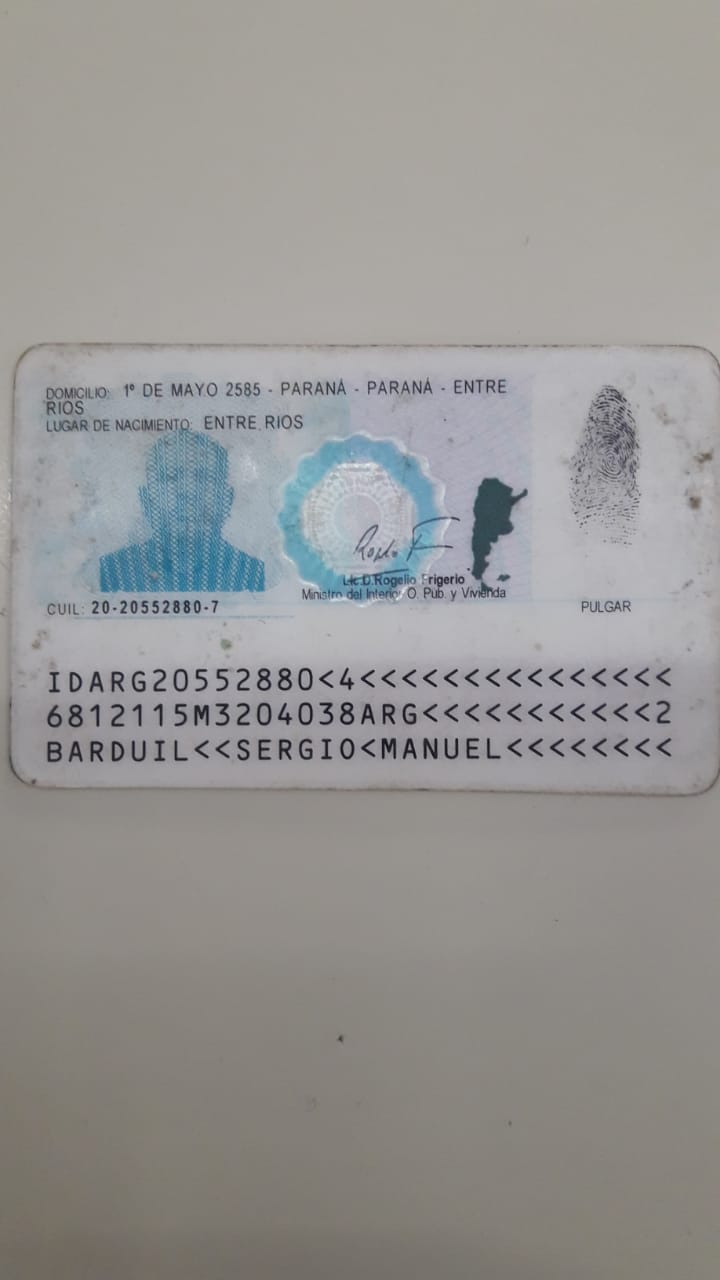 DOMICILIO: 1º DE MAYO 2585 - PARANÁ - PARANÁ - ENTRE
RIOS
LUGAR DE NACIMIENTO: ENTRE RIOS
Lic.D.Rogelio Frigerio
Ministro del Interior O. Pub. y Vivienda
CUIL: 20-20552880-7
PULGAR
IDARG20552880<4<<<<<<<<<<<<<<<
6812115M3204038ARG<<<<<<<<<<<2
BARDUIL<<SERGIO<MANUEL<<<<<<<<